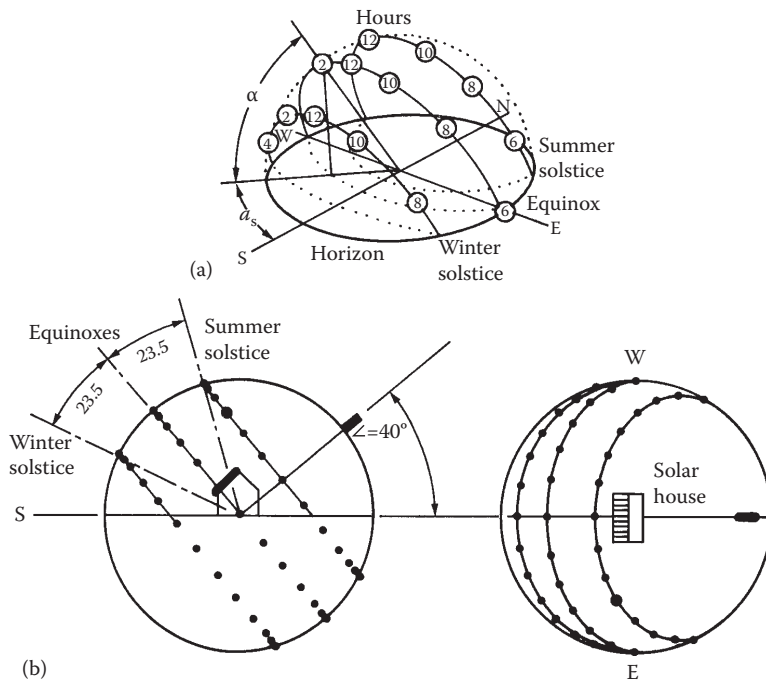 Hours
12
2
12
10
10
8
N
α
2
12
W
4
10
8
6
Summer
solstice
8
6
Equinox
E
a_s
S
Horizon
Winter
solstice
(a)
Equinoxes
23.5
Summer
solstice
23.5
Winter
solstice
∠=40°
S
W
Solar
house
E
(b)